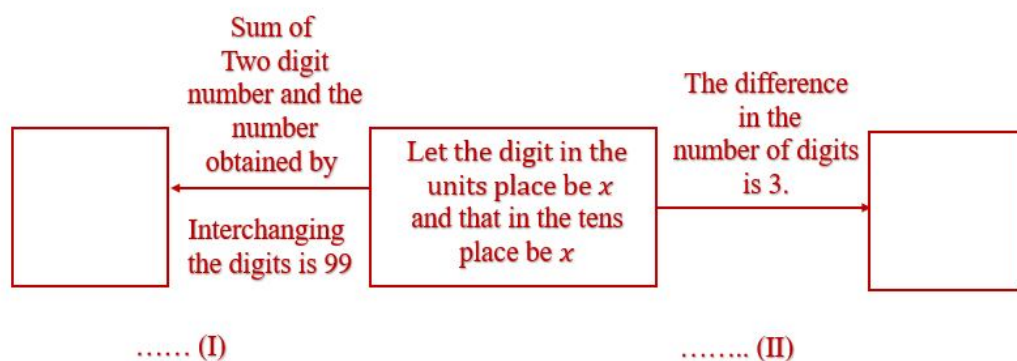 Sum of
Two digit
number and the
number
obtained by
Interchanging
the digits is 99
Let the digit in the
units place be x
and that in the tens
place be x
The difference
in the
number of digits
is 3.
…… (I)
…….. (II)